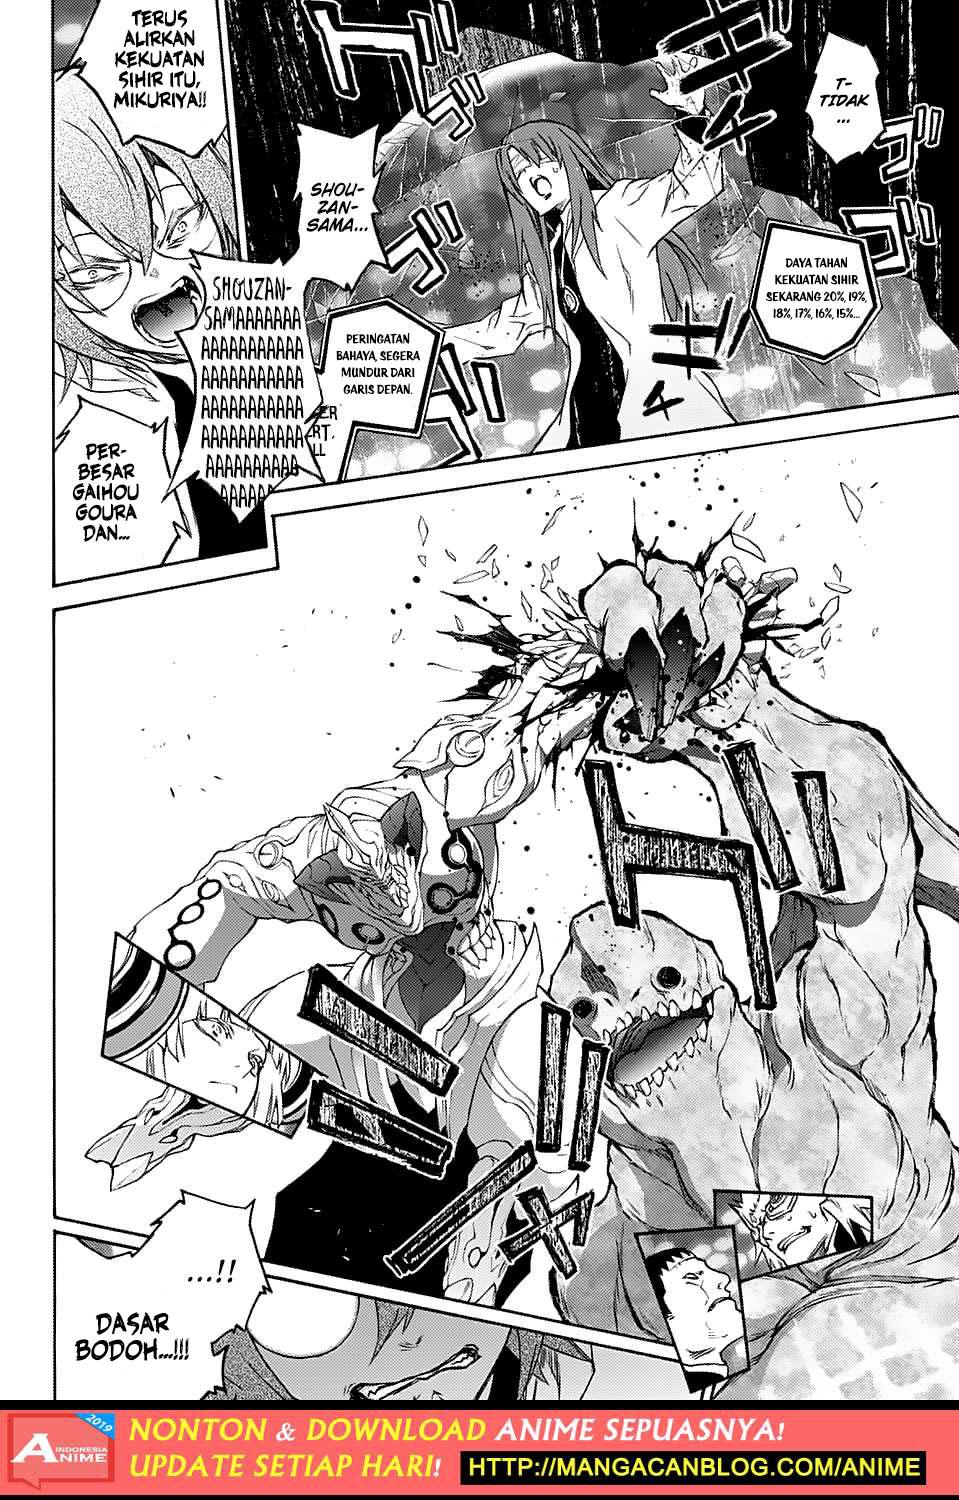 T-
TIDAK
...
DAYA TAHAN
KEKUATAN SIHIR
SEKARANG 20%, 19%,
18%, 17%, 16%, 15%...
SHOU-
ZAN-
SAMA...
PERINGATAN
BAHAYA, SEGERA
MUNDUR DARI
GARIS DEPAN.
TERUS
ALIRKAN
KEKUATAN
SIHIR ITU,
MIKURIYA!!
SHOUZAN-
SAMAAAAAAA
AAAAAAAAAAA
AAAAAAAAAAA
AAAAAAAAAAA
AAAAAAAAAAA
AAAAAAAAAA
AAAAAA
PER-
BESAR
GAIHOU
GOURA
DAN...
...!!
DASAR
BODOH...!!!
2019
INDONESIA
ANIME
NONTON & DOWNLOAD ANIME SEPUASNYA!
UPDATE SETIAP HARI! HTTP://MANGACANBLOG.COM/ANIME